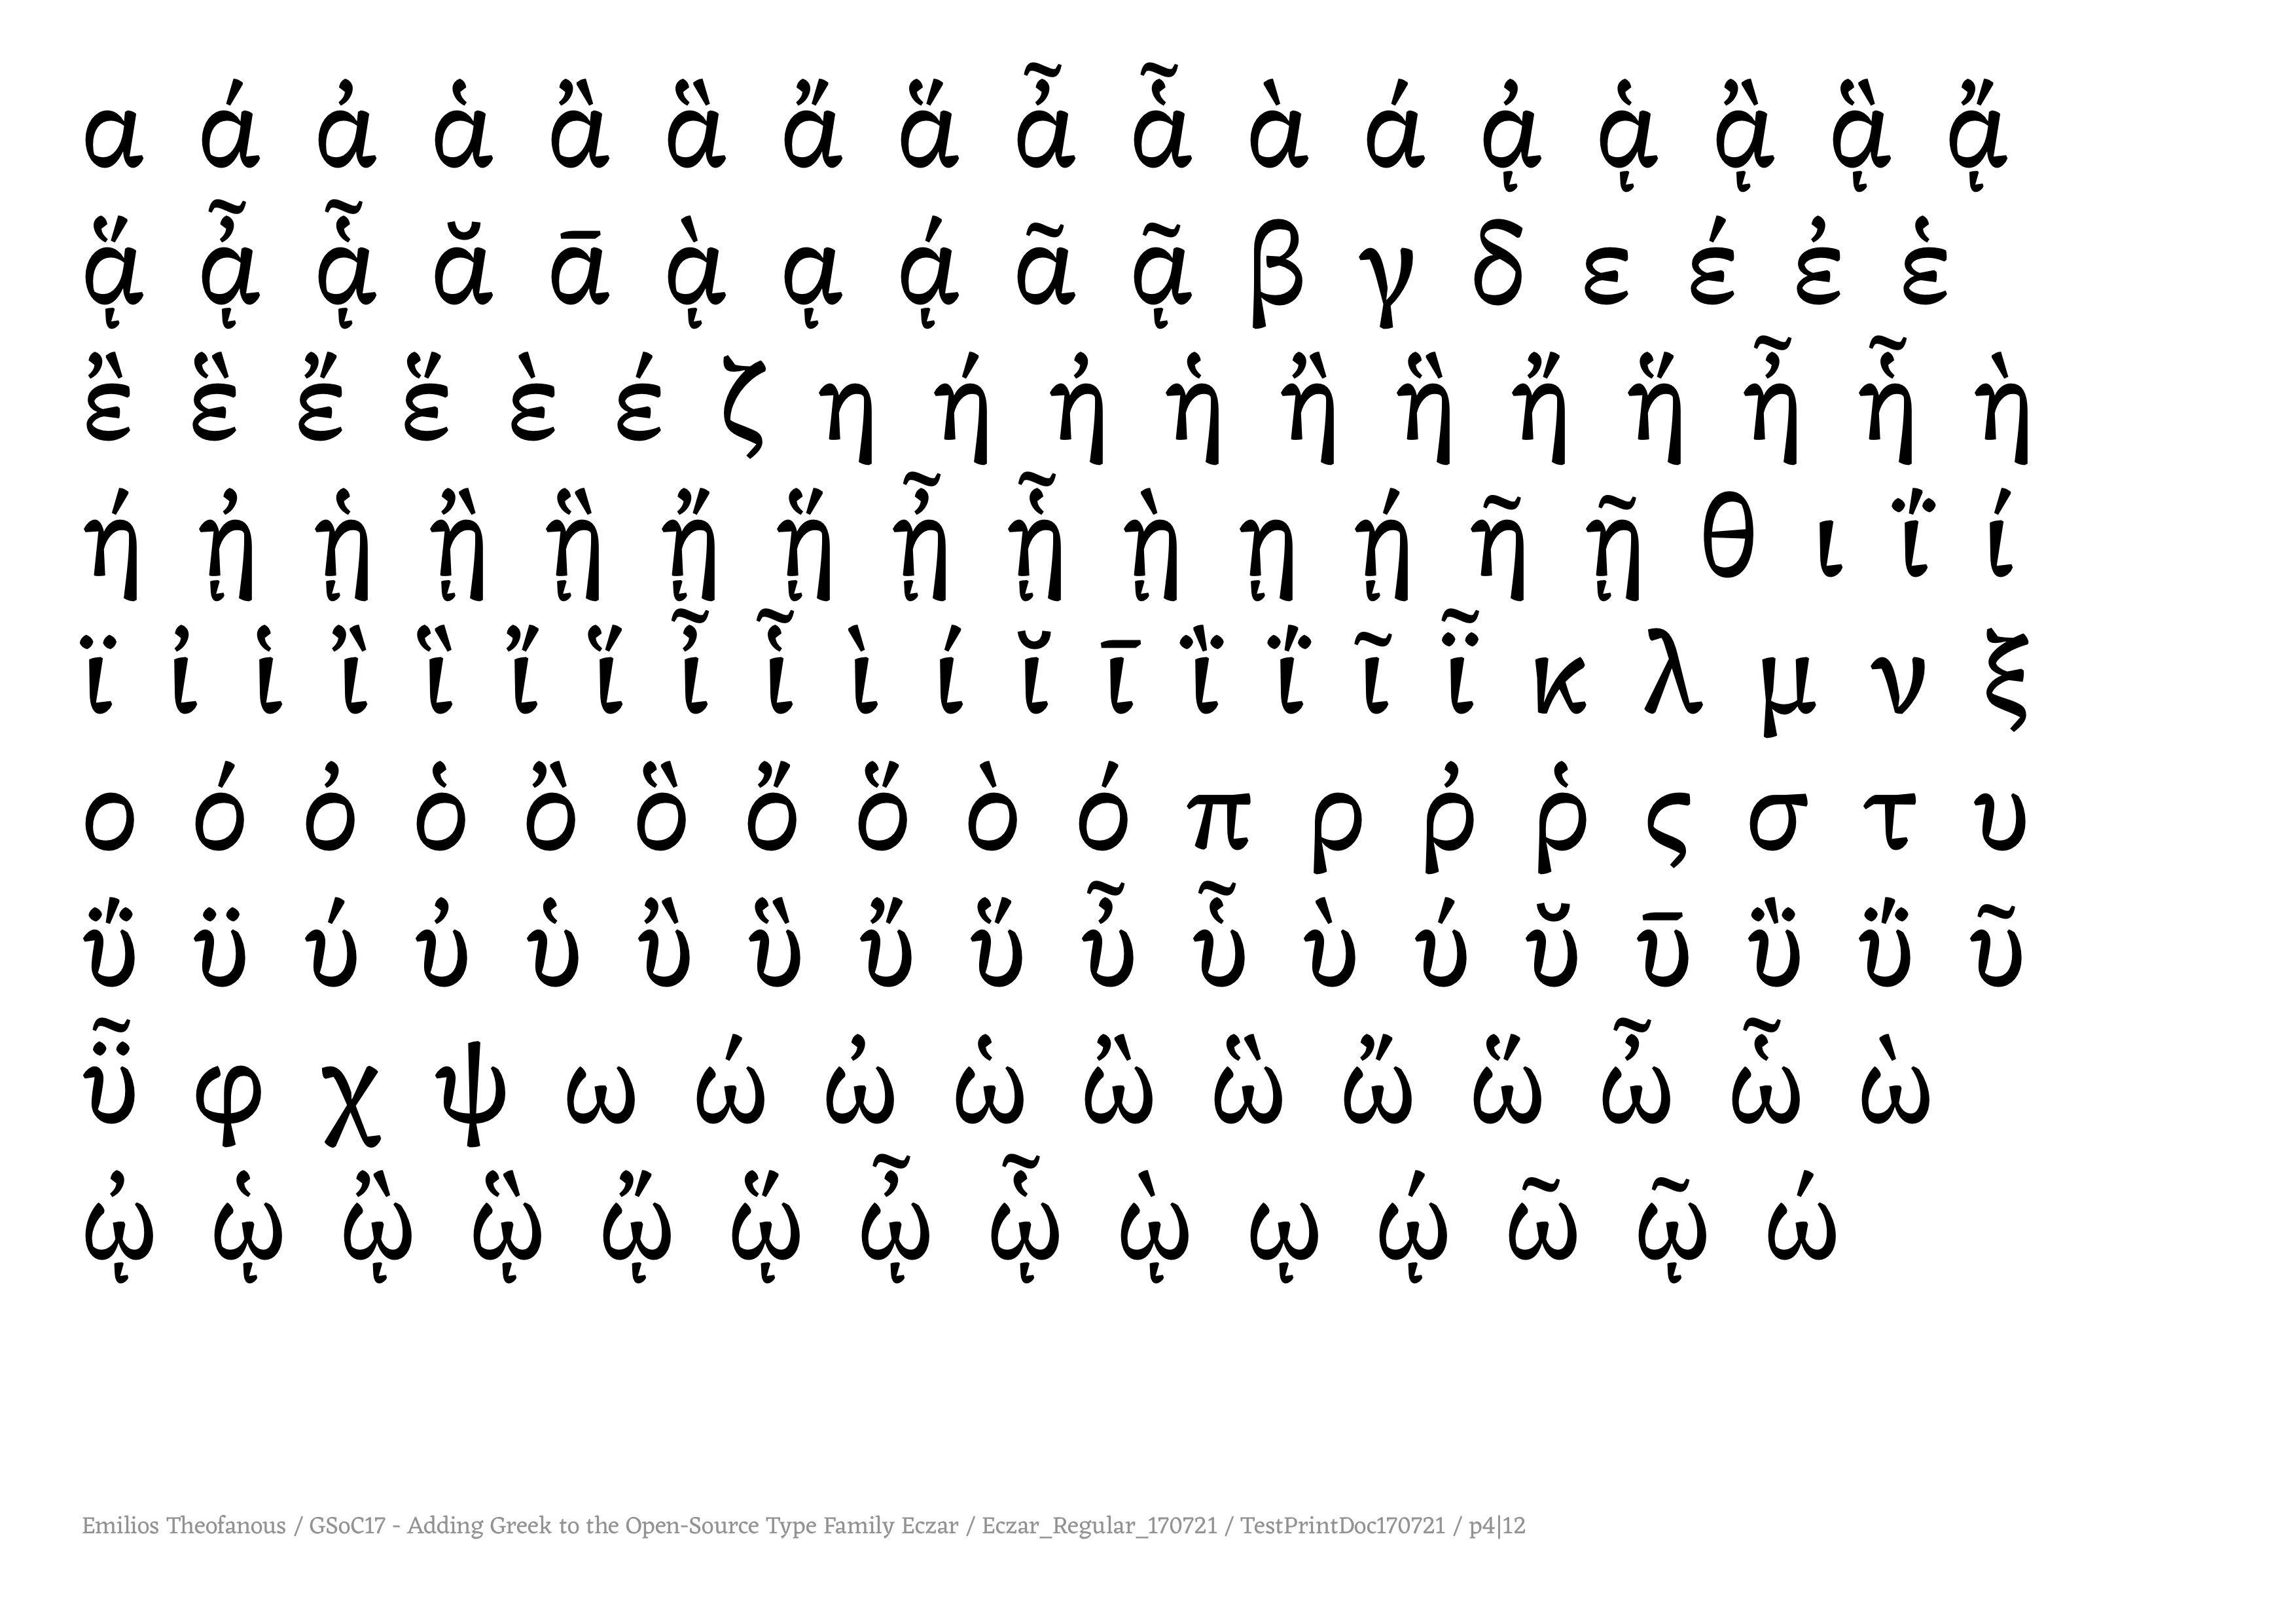 α ά ἀ ἁ ἂ ἃ ἄ ἅ ἆ ἇ ὰ ά ᾀ ᾁ ᾂ ᾃ ᾄ
ᾅ ᾆ ᾇ ᾰ ᾱ ᾲ ᾳ ᾴ ᾶ ᾷ β γ δ ε έ ἐ ἑ
ἒ ἓ ἔ ἕ ὲ έ ζ η ή ἠ ἡ ἢ ἣ ἤ ἥ ἦ ἧ ὴ
ή ᾐ ᾑ ᾒ ᾓ ᾔ ᾕ ᾖ ᾗ ῂ ῃ ῄ ῆ ῇ θ ι ΐ ί
ϊ ἰ ἱ ἲ ἳ ἴ ἵ ἶ ἷ ὶ ί ῐ ῑ ῒ ΐ ῖ ῗ κ λ μ ν ξ
ο ό ὀ ὁ ὂ ὃ ὄ ὅ ὸ ό π ρ ῤ ῥ ς σ τ υ
ΰ ϋ ύ ὐ ὑ ὒ ὓ ὔ ὕ ὖ ὗ ὺ ύ ῠ ῡ ῢ ΰ ῦ
ῧ φ χ ψ ω ώ ὠ ὡ ὢ ὣ ὤ ὥ ὦ ὧ ὼ
ᾠ ᾡ ᾢ ᾣ ᾤ ᾥ ᾦ ᾧ ῲ ῳ ῴ ῶ ῷ ώ
Emilios Theofanous / GSoC17 - Adding Greek to the Open-Source Type Family Eczar / Eczar_Regular_170721 / TestPrintDoc170721 / p4|12